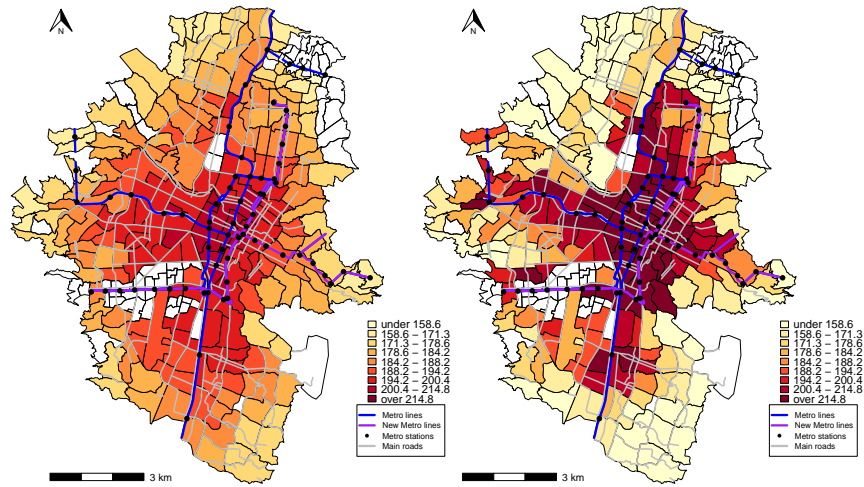 N
under 158.6
158.6 − 171.3
171.3 − 178.6
178.6 − 184.2
184.2 − 188.2
188.2 − 194.2
194.2 − 200.4
200.4 − 214.8
over 214.8
Metro lines
New Metro lines
Metro stations
Main roads
3 km
N
under 158.6
158.6 − 171.3
171.3 − 178.6
178.6 − 184.2
184.2 − 188.2
188.2 − 194.2
194.2 − 200.4
200.4 − 214.8
over 214.8
Metro lines
New Metro lines
Metro stations
Main roads
3 km